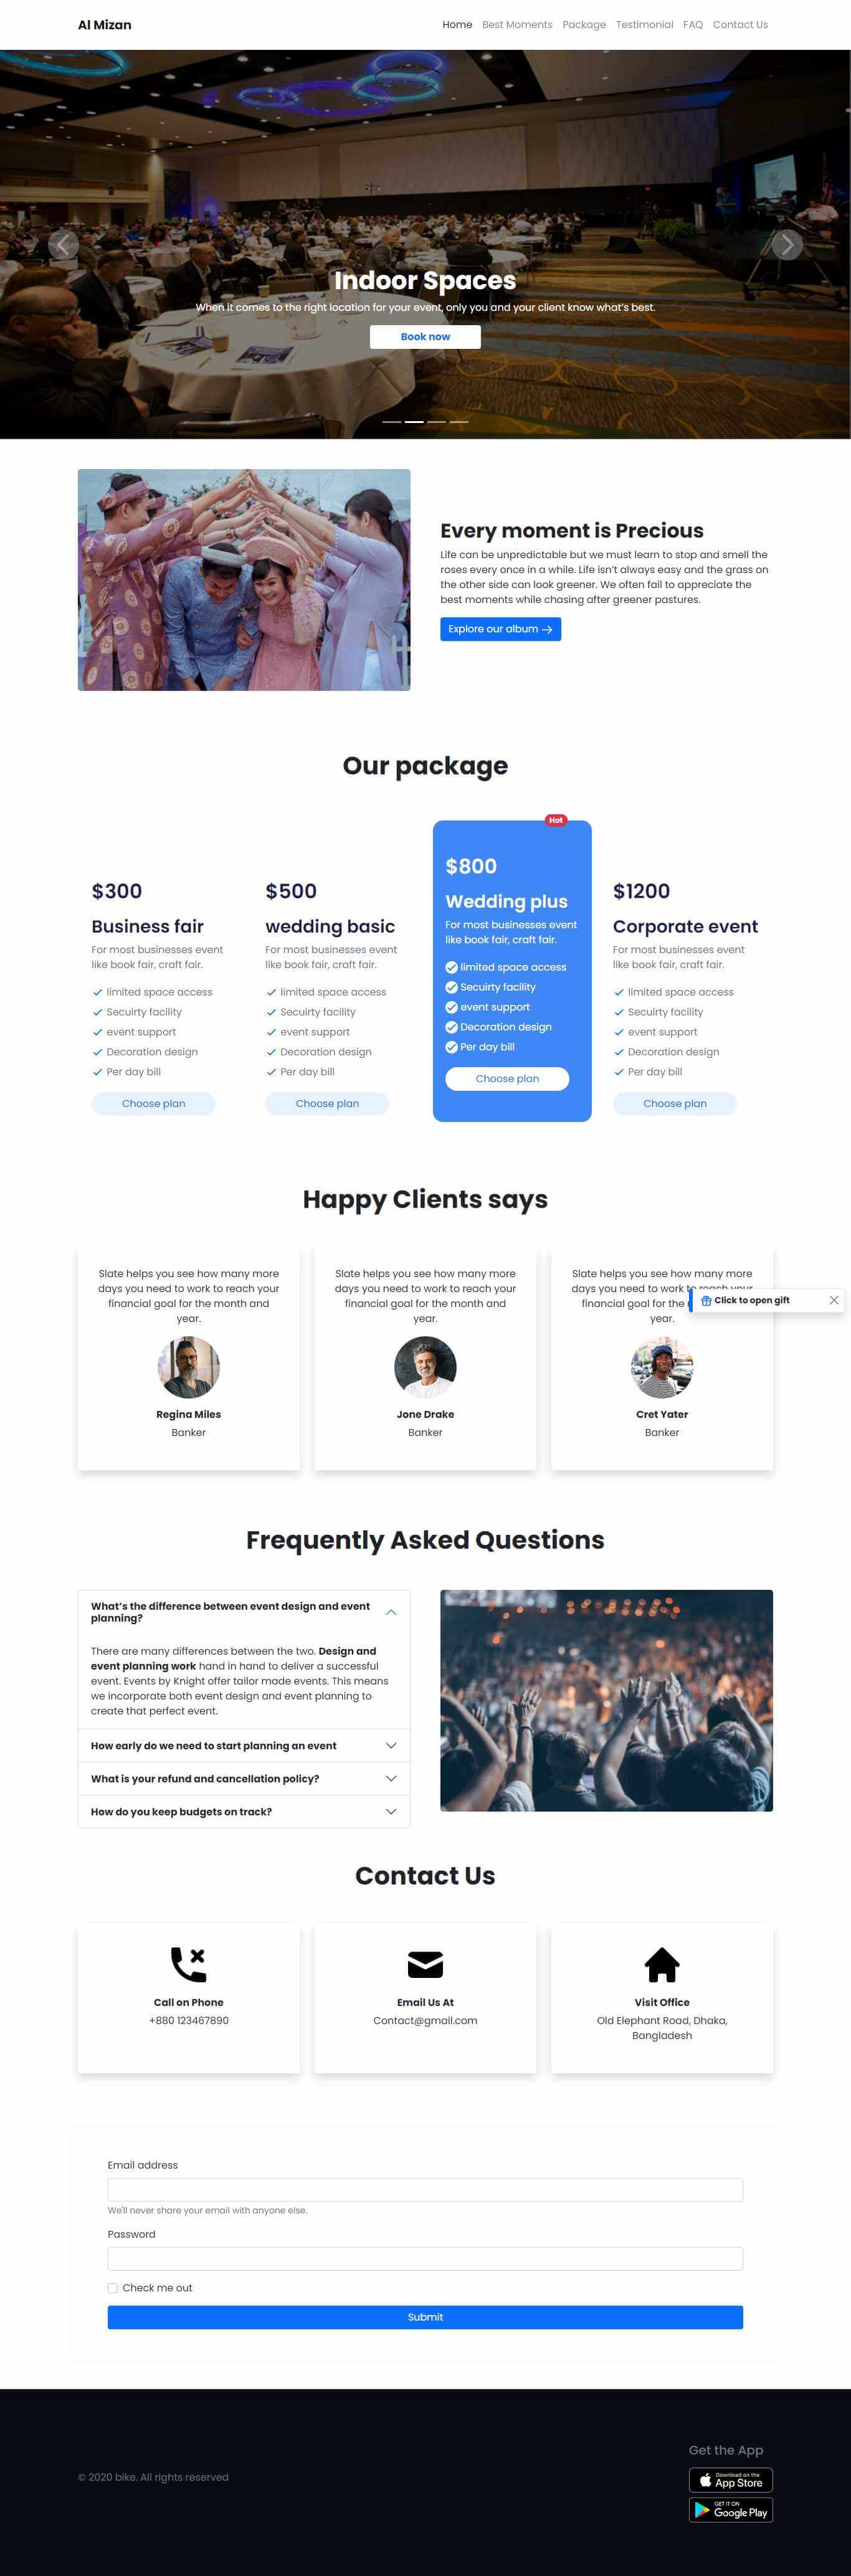 Al Mizan
Home Best Moments Package Testimonial FAQ Contact Us
Indoor Spaces
When it comes to the right location for your event, only you and your client know what's best.
Book now
Every moment is Precious
Life can be unpredictable but we must learn to stop and smell the
roses every once in a while. Life isn't always easy and the grass on
the other side can look greener. We often fail to appreciate the
best moments while chasing after greener pastures.
Explore our album →
Our package
$300
Business fair
For most businesses event
like book fair, craft fair.
limited space access
Secuirty facility
event support
Decoration design
Per day bill
Choose plan
$500
wedding basic
For most businesses event
like book fair, craft fair.
limited space access
Secuirty facility
event support
Decoration design
Per day bill
Choose plan
Hot
$800
Wedding plus
For most businesses event
like book fair, craft fair.
limited space access
Secuirty facility
event support
Decoration design
Per day bill
Choose plan
$1200
Corporate event
For most businesses event
like book fair, craft fair.
limited space access
Secuirty facility
event support
Decoration design
Per day bill
Choose plan
Happy Clients says
Slate helps you see how many more
days you need to work to reach your
financial goal for the month and
year.
Regina Miles
Banker
Slate helps you see how many more
days you need to work to reach your
financial goal for the month and
year.
Jone Drake
Banker
Slate helps you see how many more
days you need to work to reach your
financial goal for the
year.
Cret Yater
Banker
Click to open gift
Frequently Asked Questions
What's the difference between event design and event
planning?
There are many differences between the two. Design and
event planning work hand in hand to deliver a successful
event. Events by Knight offer tailor made events. This means
we incorporate both event design and event planning to
create that perfect event.
How early do we need to start planning an event
What is your refund and cancellation policy?
How do you keep budgets on track?
Contact Us
Call on Phone
+880 123467890
Email Us At
Contact@gmail.com
Visit Office
Old Elephant Road, Dhaka,
Bangladesh
Email address
We'll never share your email with anyone else.
Password
Check me out
Submit
© 2020 bike. All rights reserved
Get the App
Download on the
App Store
GET IT ON
Google Play